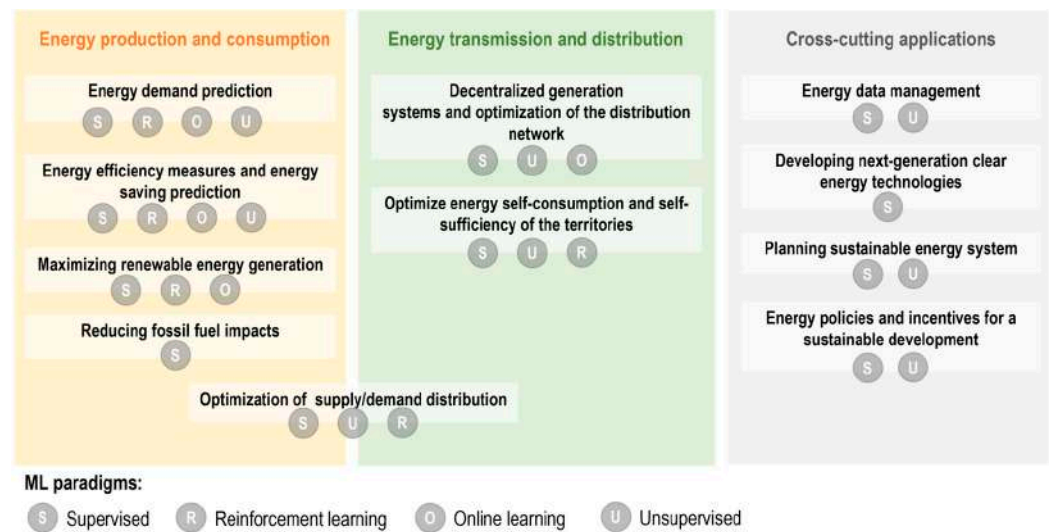 Energy production and consumption
Energy demand prediction
S R O U
Energy efficiency measures and energy
saving prediction
S R O U
Maximizing renewable energy generation
S R O
Reducing fossil fuel impacts
S
Energy transmission and distribution
Decentralized generation
systems and optimization of the distribution
network
S U O
Optimize energy self-consumption and self-
sufficiency of the territories
S U R
Optimization of supply/demand distribution
S U R
Cross-cutting applications
Energy data management
S U
Developing next-generation clear
energy technologies
S
Planning sustainable energy system
S U
Energy policies and incentives for a
sustainable development
S U
ML paradigms:
S Supervised R Reinforcement learning O Online learning U Unsupervised